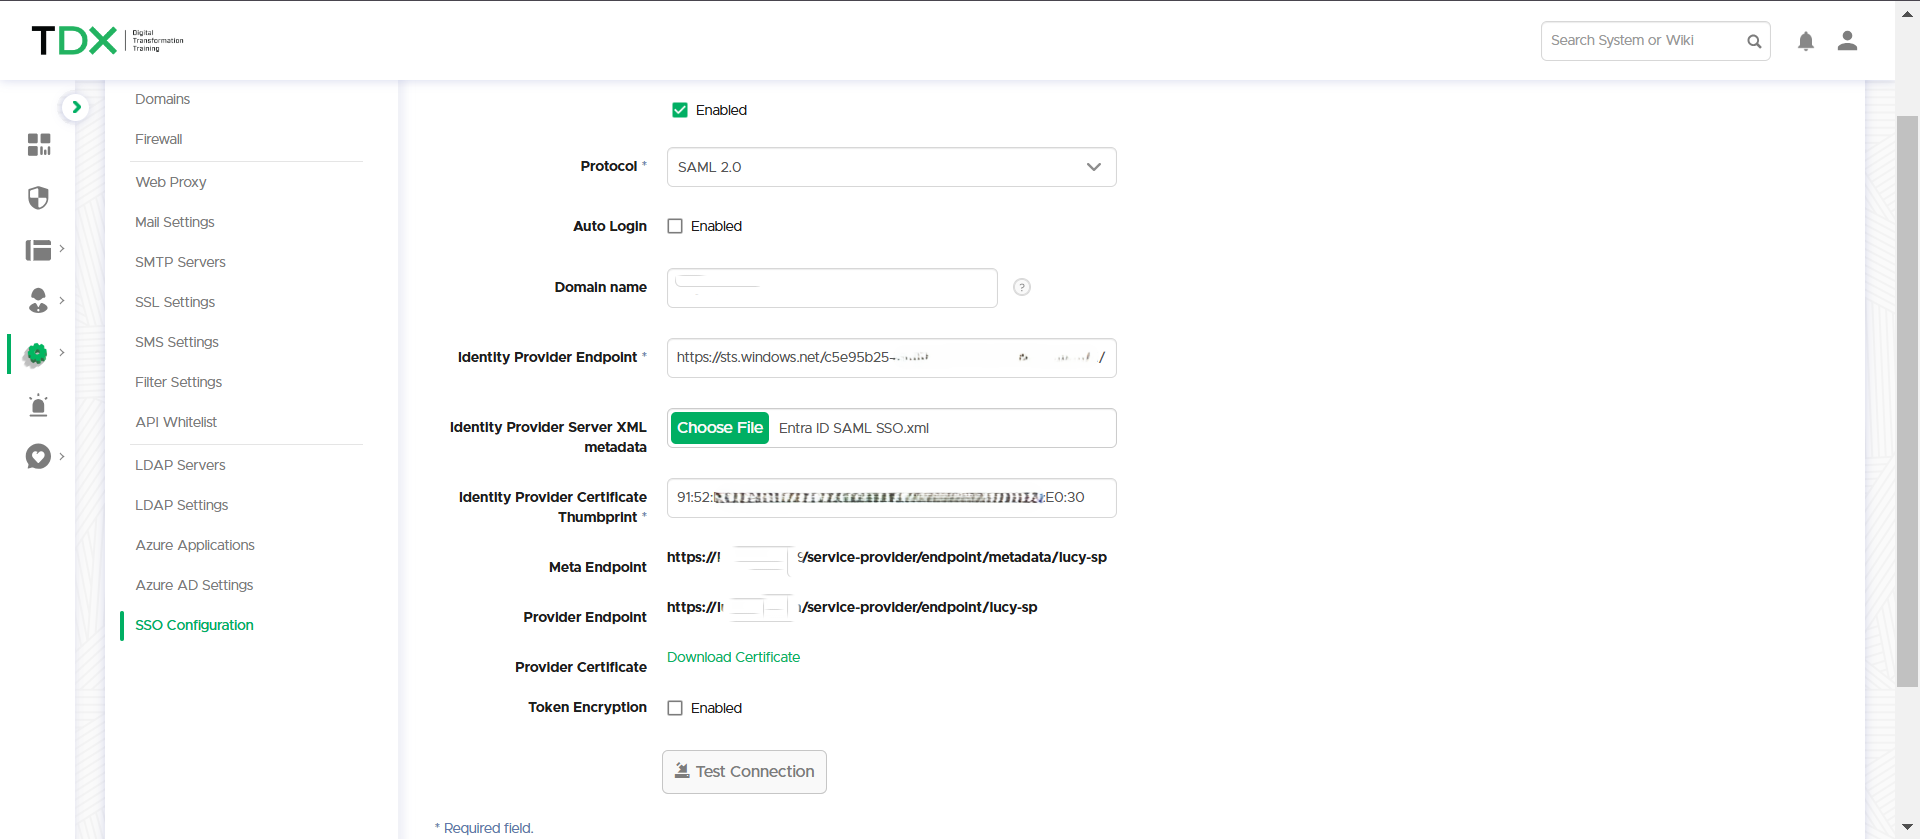 TDX
Digital
Transformation
Training
Search System or Wiki
Domains
Firewall
Web Proxy
Mail Settings
SMTP Servers
SSL Settings
SMS Settings
Filter Settings
API Whitelist
LDAP Servers
LDAP Settings
Azure Applications
Azure AD Settings
SSO Configuration
Enabled
Protocol * SAML 2.0
Auto Login Enabled
Domain name ?
Identity Provider Endpoint * https://sts.windows.net/c5e95b25- /
Identity Provider Server XML
metadata
Choose File Entra ID SAML SSO.xml
Identity Provider Certificate
Thumbprint *
91:52: :E0:30
Meta Endpoint https:// /service-provider/endpoint/metadata/lucy-sp
Provider Endpoint https:// /service-provider/endpoint/lucy-sp
Provider Certificate Download Certificate
Token Encryption Enabled
Test Connection
* Required field.